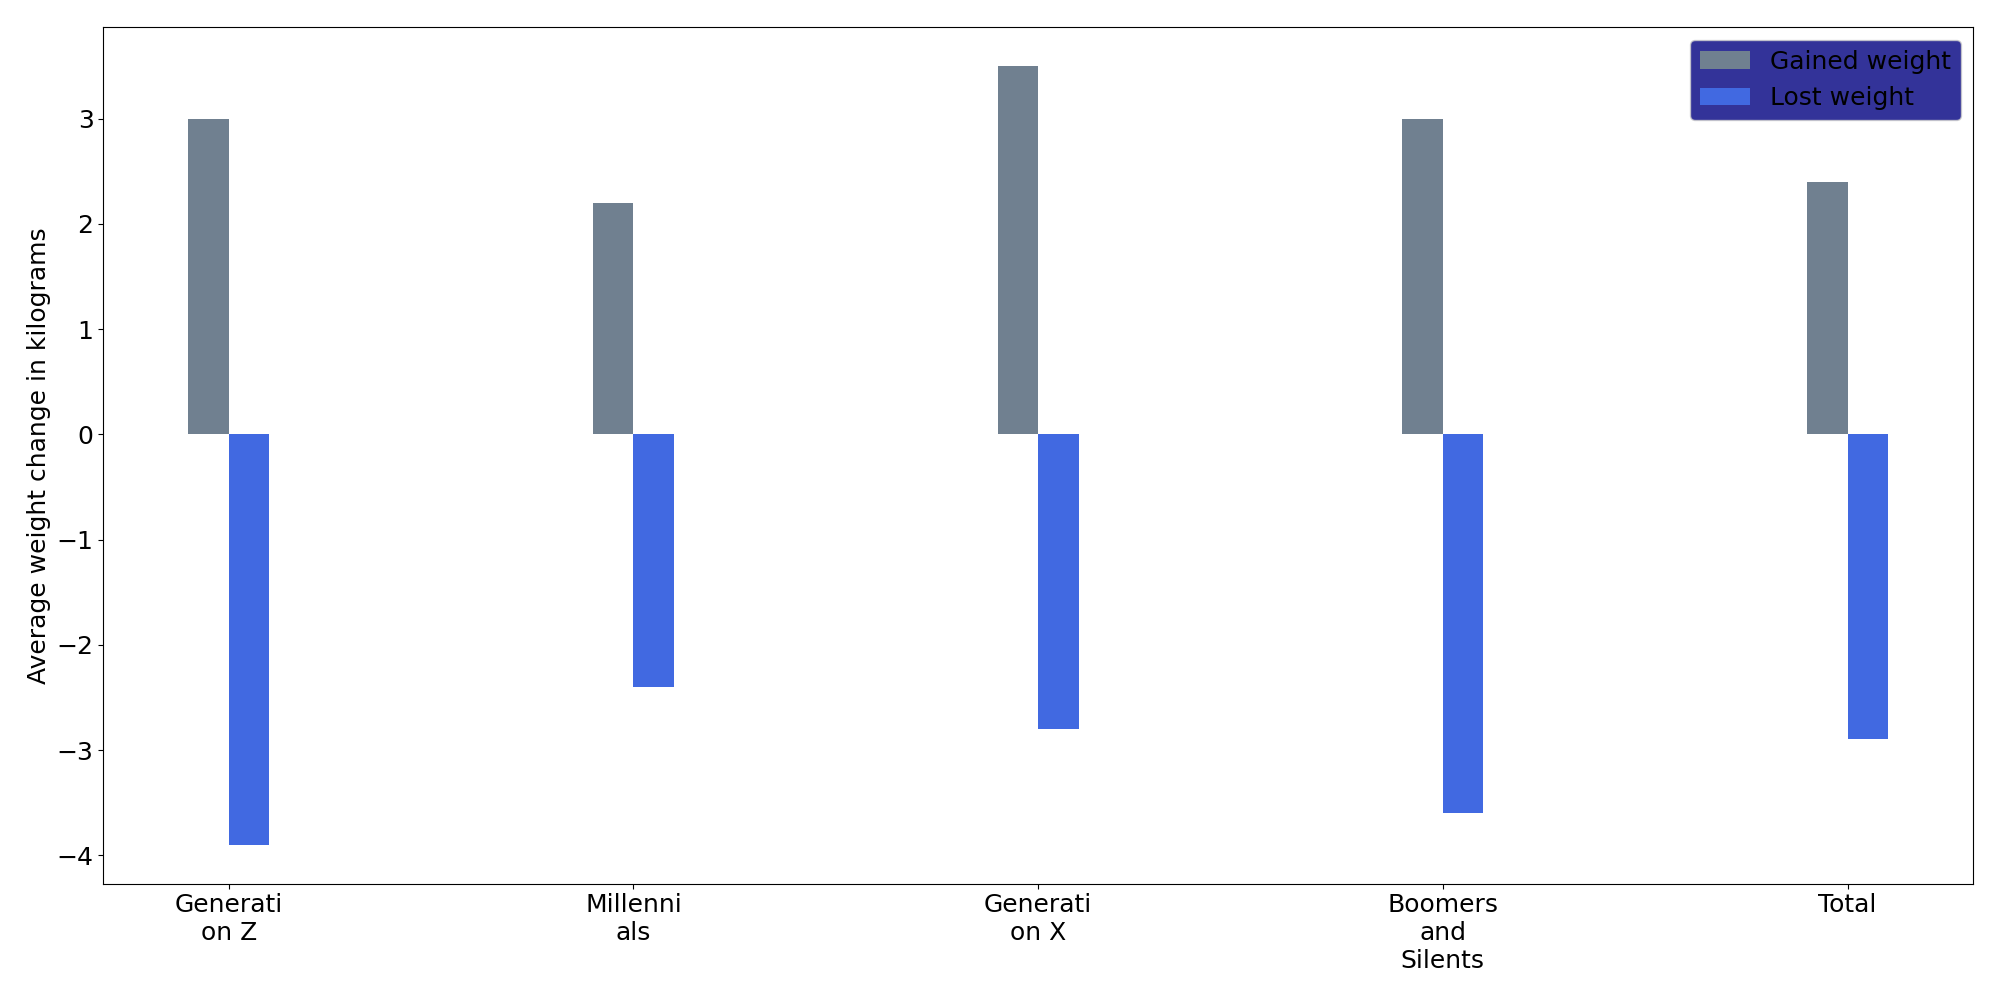 Gained weight
Lost weight
Average weight change in kilograms
3
2
1
0
−1
−2
−3
−4
Generati
on Z
Millenni
als
Generati
on X
Boomers
and
Silents
Total